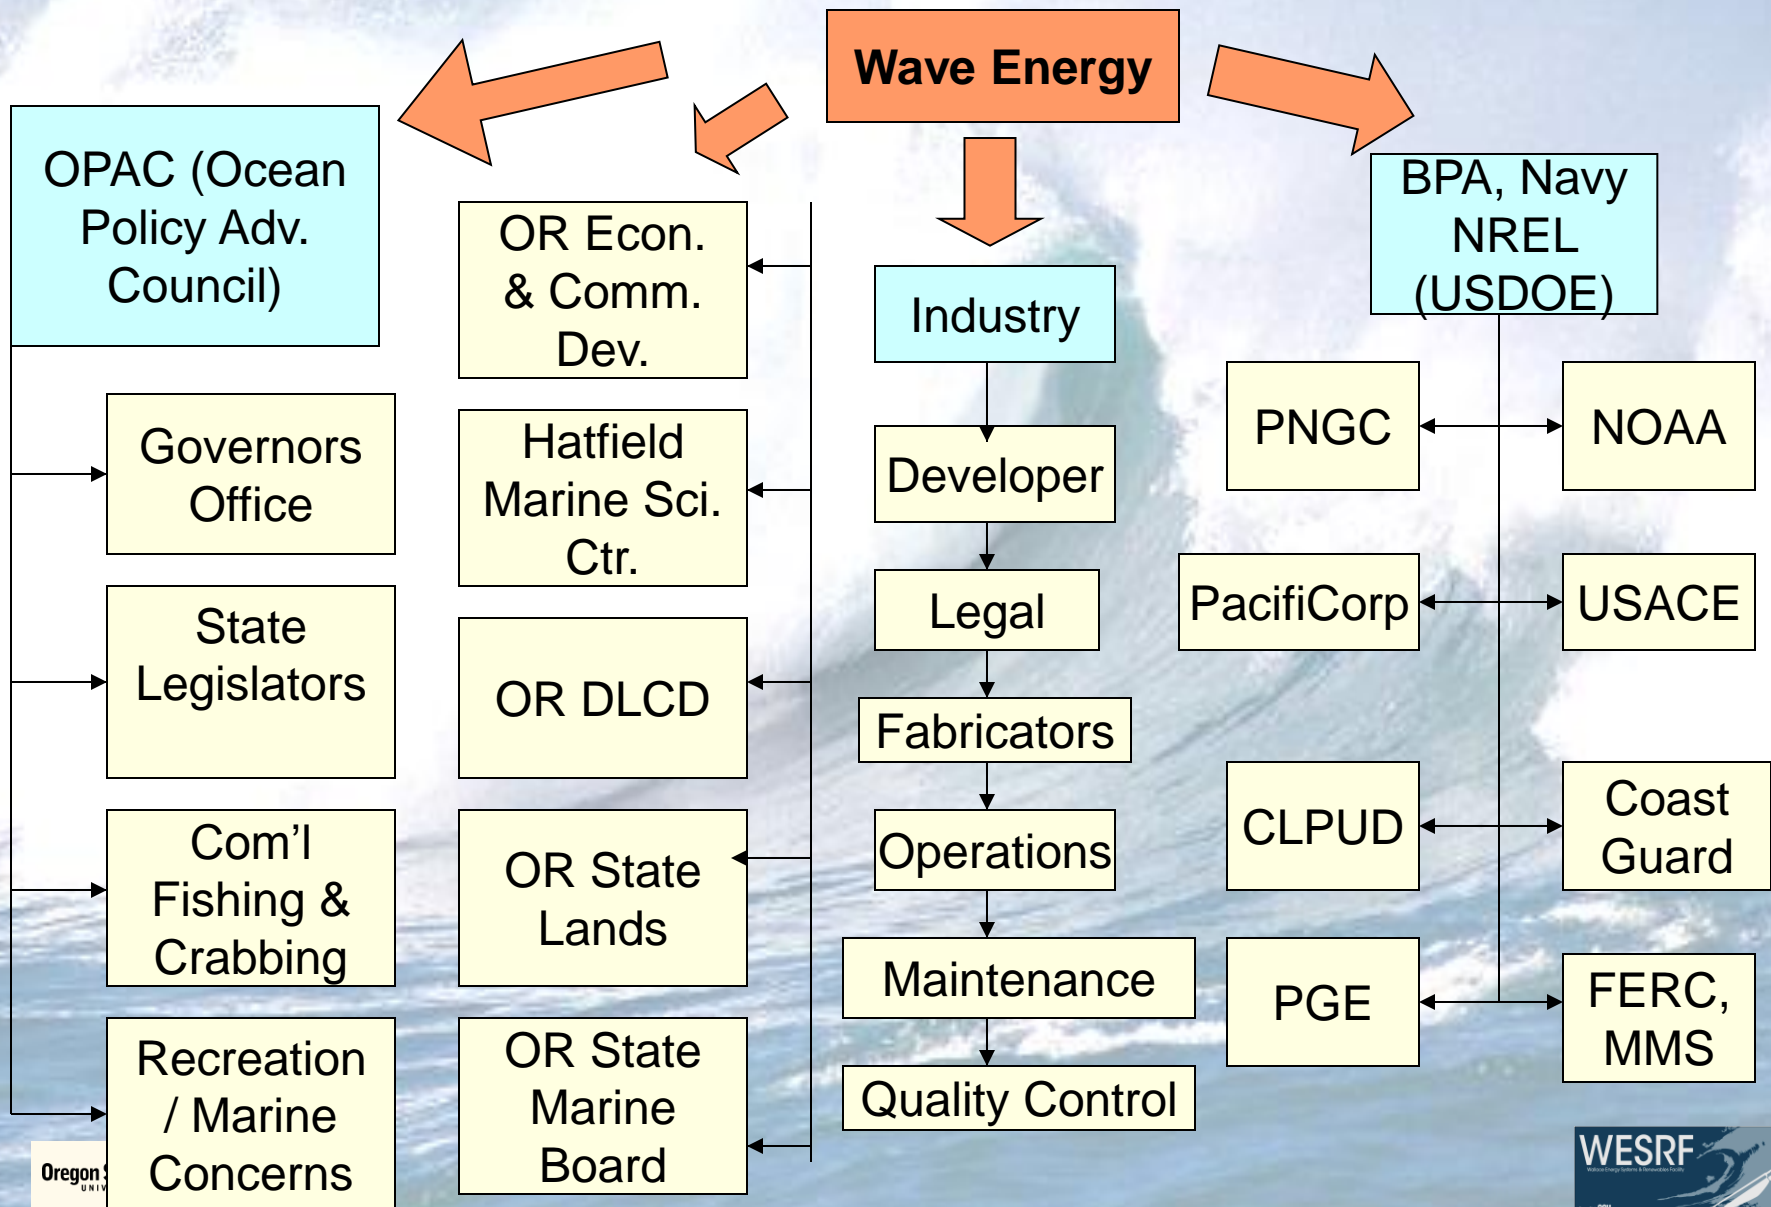 Wave Energy
OPAC (Ocean
Policy Adv.
Council)
Governors
Office
State
Legislators
Com’l
Fishing &
Crabbing
Recreation
/ Marine
Concerns
OR Econ.
& Comm.
Dev.
Hatfield
Marine Sci.
Ctr.
OR DLCD
OR State
Lands
OR State
Marine
Board
Industry
Developer
Legal
Fabricators
Operations
Maintenance
Quality Control
BPA, Navy
NREL
(USDOE)
PNGC
NOAA
PacifiCorp
USACE
CLPUD
Coast
Guard
PGE
FERC,
MMS
Oregon
WESRF